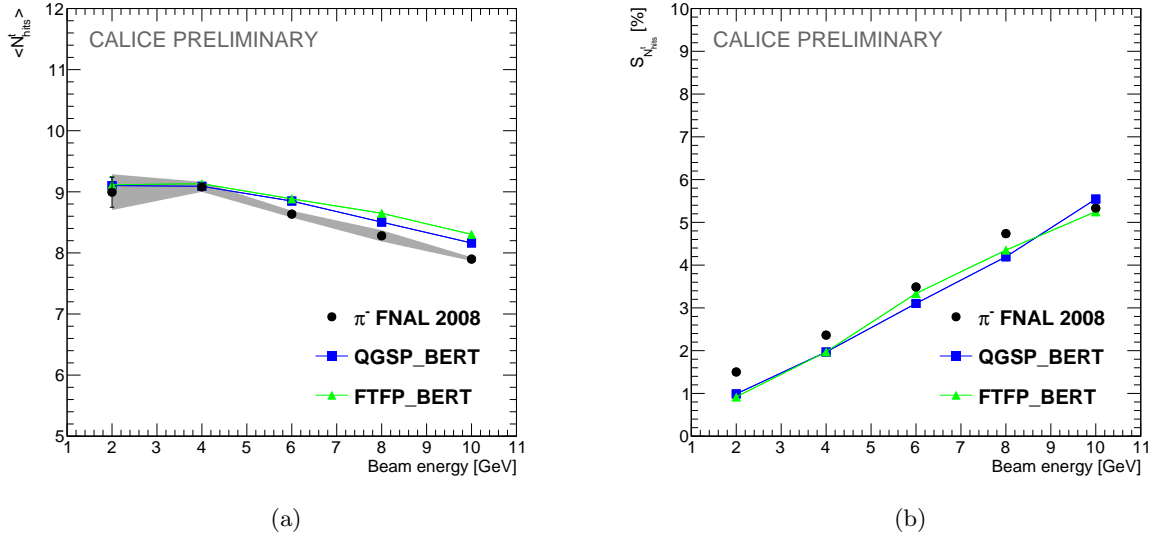 <N^t_hits>
12
11
10
9
8
7
6
5
CALICE PRELIMINARY
π⁻ FNAL 2008
QGSP_BERT
FTFP_BERT
1 2 3 4 5 6 7 8 9 10 11
Beam energy [GeV]
(a)
S_N^t_hits [%]
10
9
8
7
6
5
4
3
2
1
0
CALICE PRELIMINARY
π⁻ FNAL 2008
QGSP_BERT
FTFP_BERT
1 2 3 4 5 6 7 8 9 10 11
Beam energy [GeV]
(b)